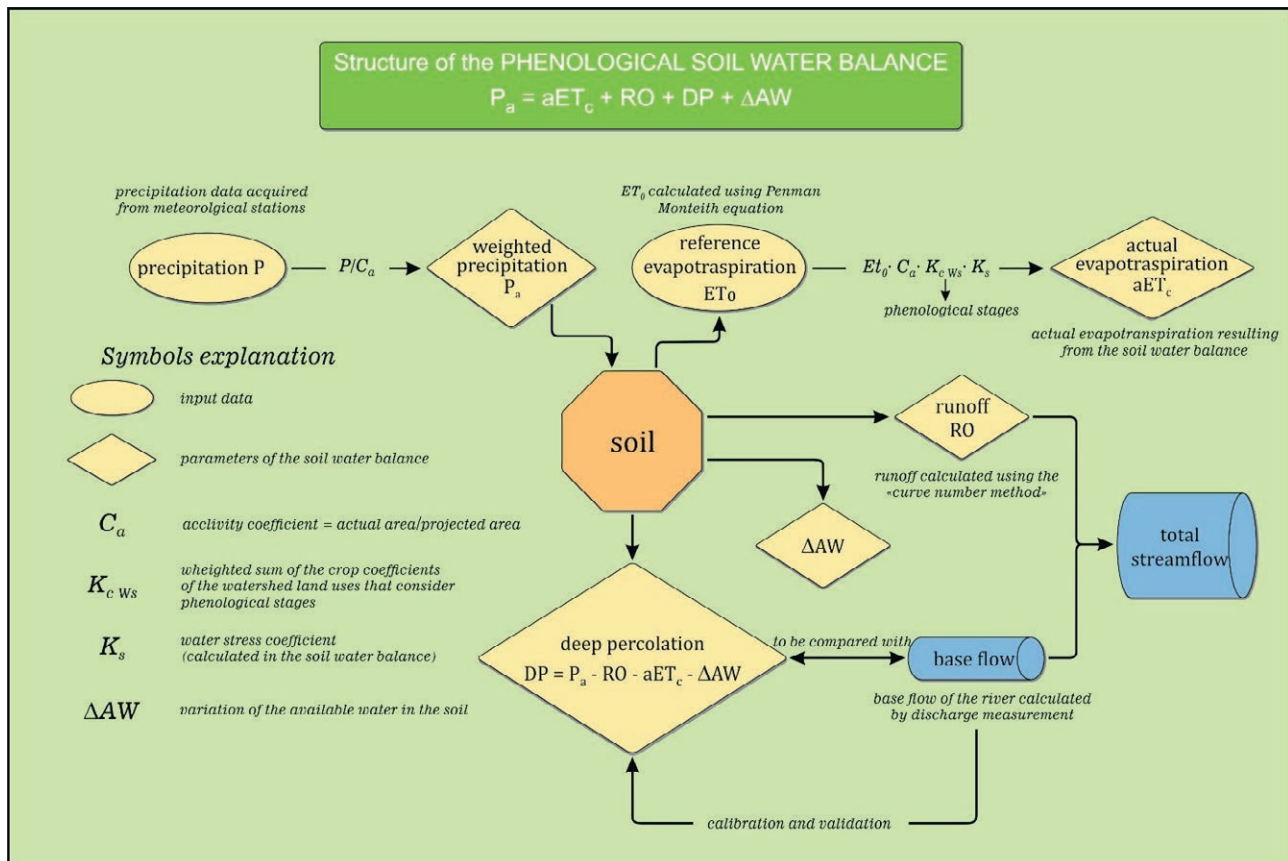 Structure of the PHENOLOGICAL SOIL WATER BALANCE
Pₐ = aET꜀ + RO + DP + ΔAW
precipitation data acquired
from meteorolgical stations
precipitation P
P/Cₐ
weighted
precipitation
Pₐ
ET₀ calculated using Penman
Monteith equation
reference
evapotraspiration
ET₀
Et₀· Cₐ· K꜀ Ws· Kₛ
phenological stages
actual
evapotraspiration
aET꜀
actual evapotranspiration resulting
from the soil water balance
Symbols explanation
input data
parameters of the soil water balance
Cₐ
acclivity coefficient = actual area/projected area
K꜀ Ws
wheighted sum of the crop coefficients
of the watershed land uses that consider
phenological stages
Kₛ
water stress coefficient
(calculated in the soil water balance)
ΔAW
variation of the available water in the soil
soil
runoff
RO
runoff calculated using the
«curve number method»
ΔAW
total
streamflow
deep percolation
DP = Pₐ - RO - aET꜀ - ΔAW
to be compared with
base flow
base flow of the river calculated
by discharge measurement
calibration and validation